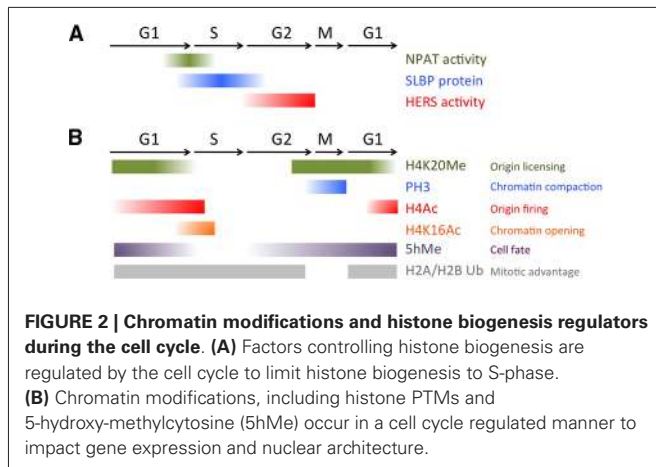 A
G1 S G2 M G1
NPAT activity
SLBP protein
HERS activity
B
G1 S G2 M G1
H4K20Me Origin licensing
PH3 Chromatin compaction
H4Ac Origin firing
H4K16Ac Chromatin opening
5hMe Cell fate
H2A/H2B Ub Mitotic advantage
FIGURE 2 | Chromatin modifications and histone biogenesis regulators
during the cell cycle. (A) Factors controlling histone biogenesis are
regulated by the cell cycle to limit histone biogenesis to S-phase.
(B) Chromatin modifications, including histone PTMs and
5-hydroxy-methylcytosine (5hMe) occur in a cell cycle regulated manner to
impact gene expression and nuclear architecture.